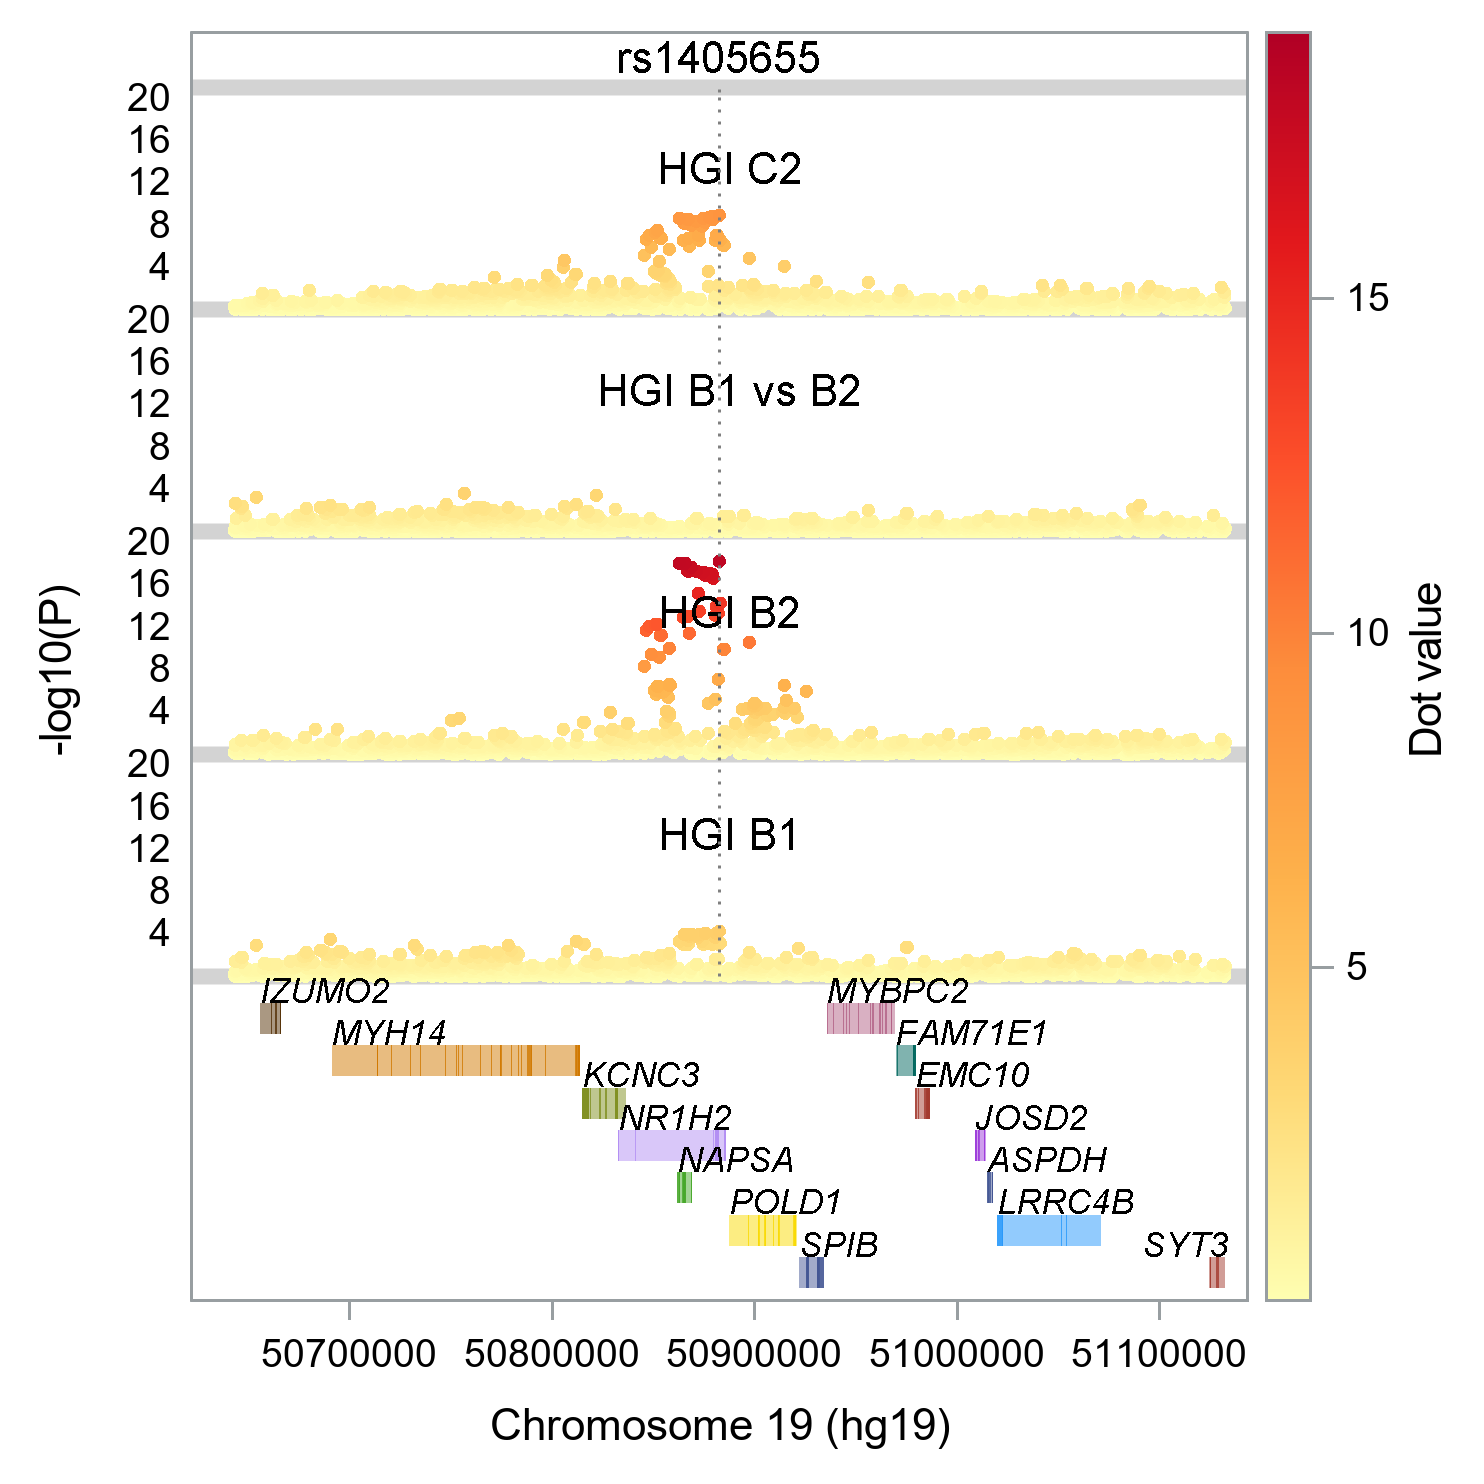 rs1405655
20
16
12
8
4
HGI C2
20
16
12
8
4
HGI B1 vs B2
20
16
12
8
4
HGI B2
20
16
12
8
4
HGI B1
-log10(P)
IZUMO2
MYBPC2
MYH14
FAM71E1
KCNC3
EMC10
NR1H2
JOSD2
NAPSA
ASPDH
POLD1
LRRC4B
SPIB
SYT3
50700000 50800000 50900000 51000000 51100000
Chromosome 19 (hg19)
15
10
5
Dot value